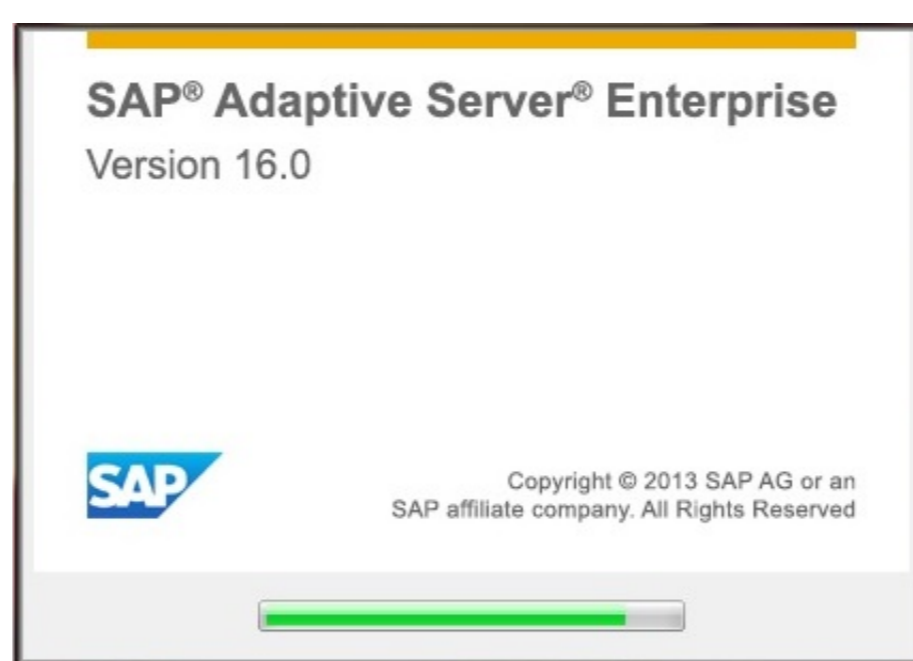 SAP® Adaptive Server® Enterprise
Version 16.0
SAP
Copyright © 2013 SAP AG or an
SAP affiliate company. All Rights Reserved